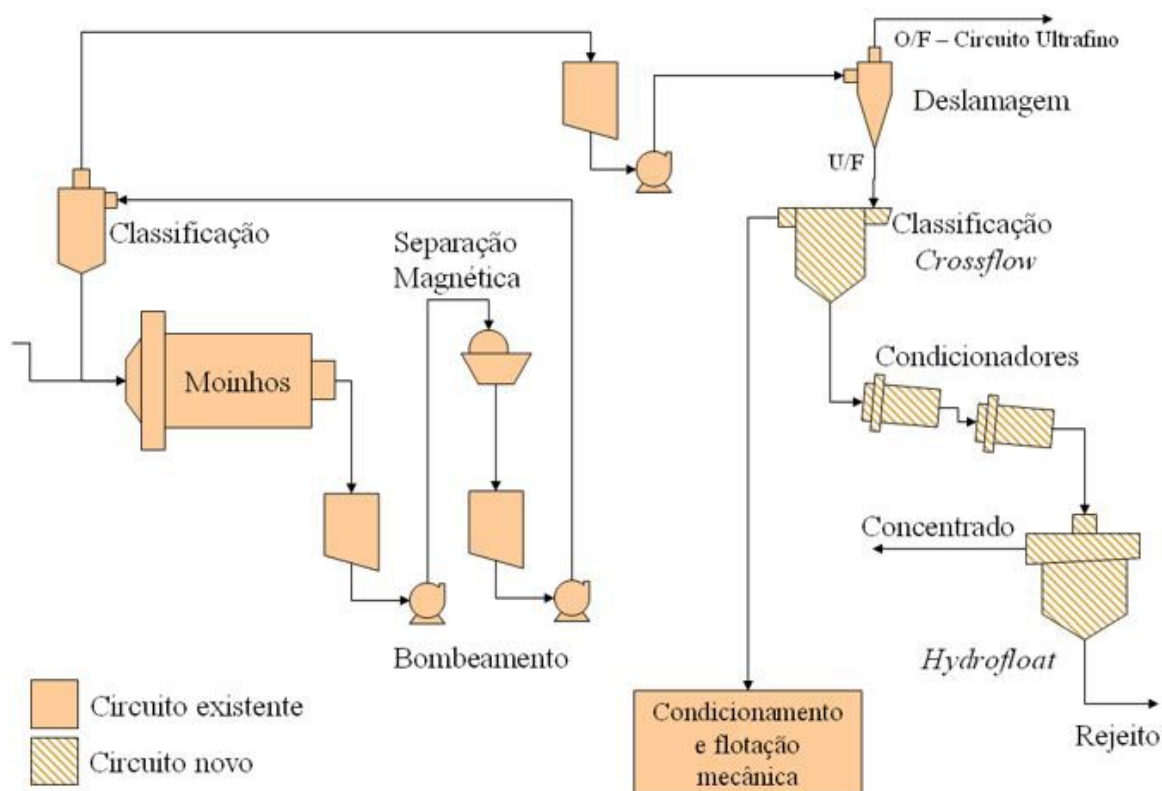 O/F – Circuito Ultrafino
Deslamagem
U/F
Classificação
Separação
Magnética
Classificação
Crossflow
Condicionadores
Moinhos
Concentrado
Bombeamento
Hydrofloat
Circuito existente
Condicionamento
e flotação
mecânica
Rejeito
Circuito novo